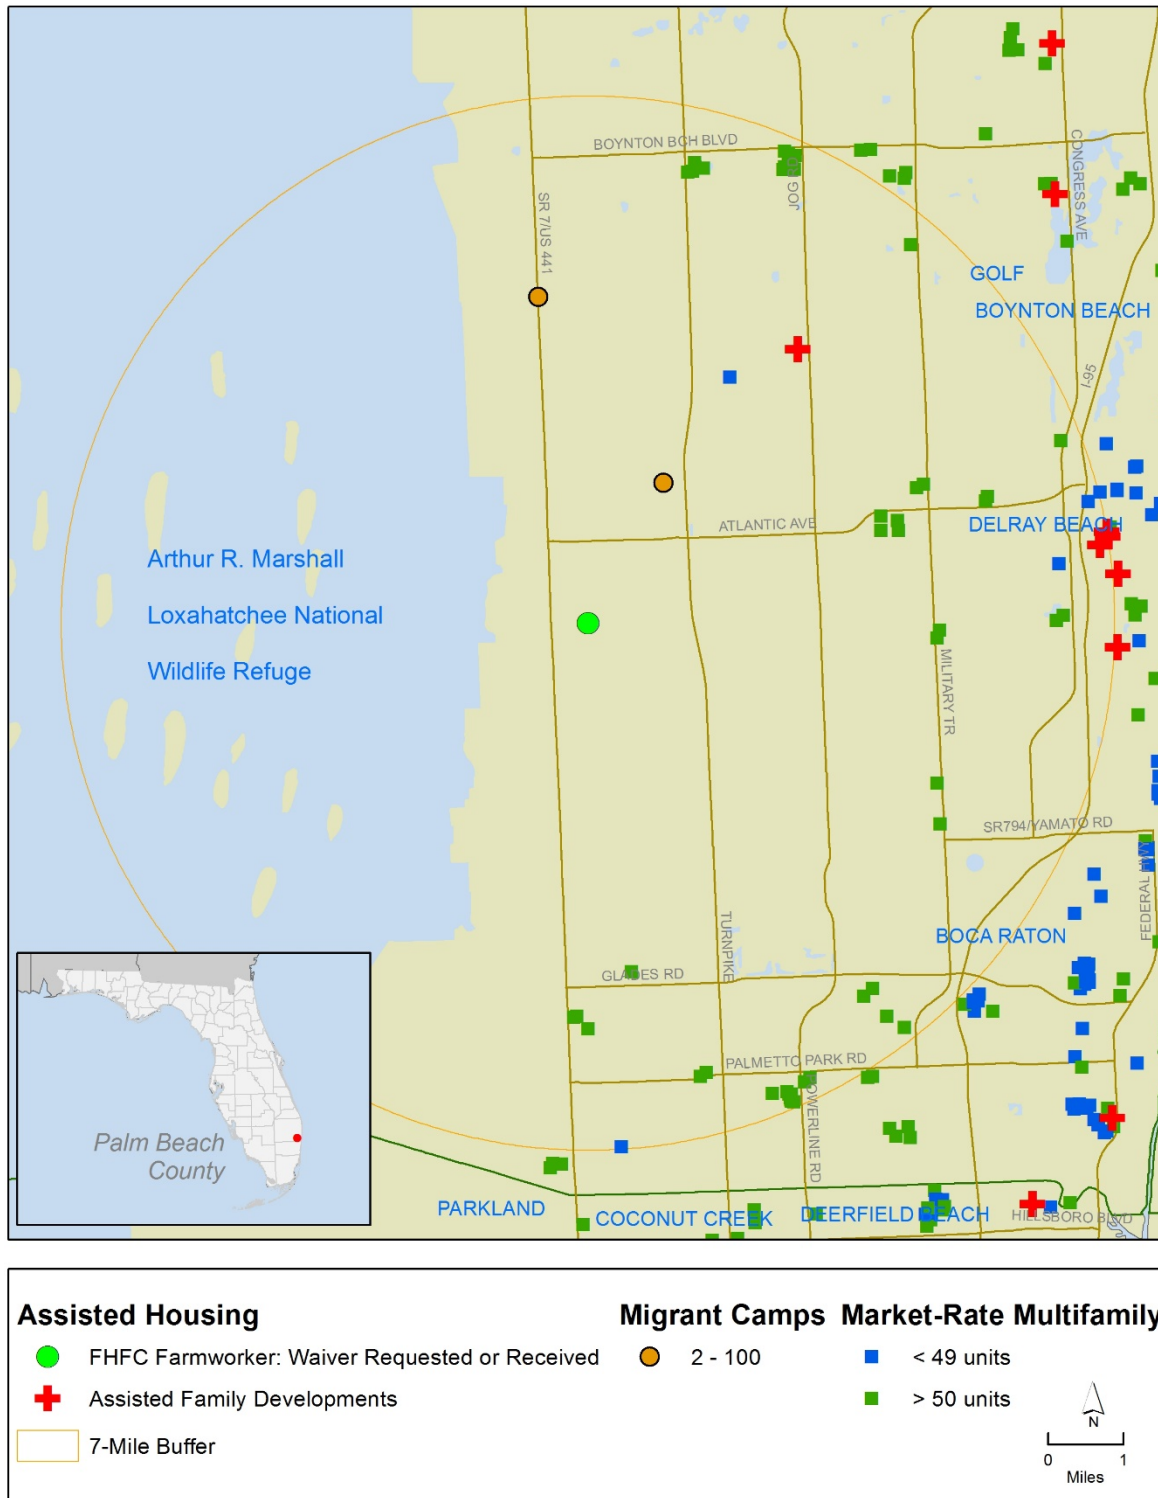 BOYNTON BCH BLVD
JOG RD
CONGRESS AVE
SR 7/US 441
GOLF
BOYNTON BEACH
I-95
ATLANTIC AVE
DELRAY BEACH
Arthur R. Marshall
Loxahatchee National
Wildlife Refuge
MILITARY TR
SR794/YAMATO RD
FEDERAL HWY
BOCA RATON
TURNPIKE
GLADES RD
PALMETTO PARK RD
POWERLINE RD
Palm Beach
County
PARKLAND
COCONUT CREEK
DEERFIELD BEACH
HILLSBORO BLVD
Assisted Housing
FHFC Farmworker: Waiver Requested or Received
Assisted Family Developments
7-Mile Buffer
Migrant Camps
2 - 100
Market-Rate Multifamily
< 49 units
> 50 units
N
0 1
Miles